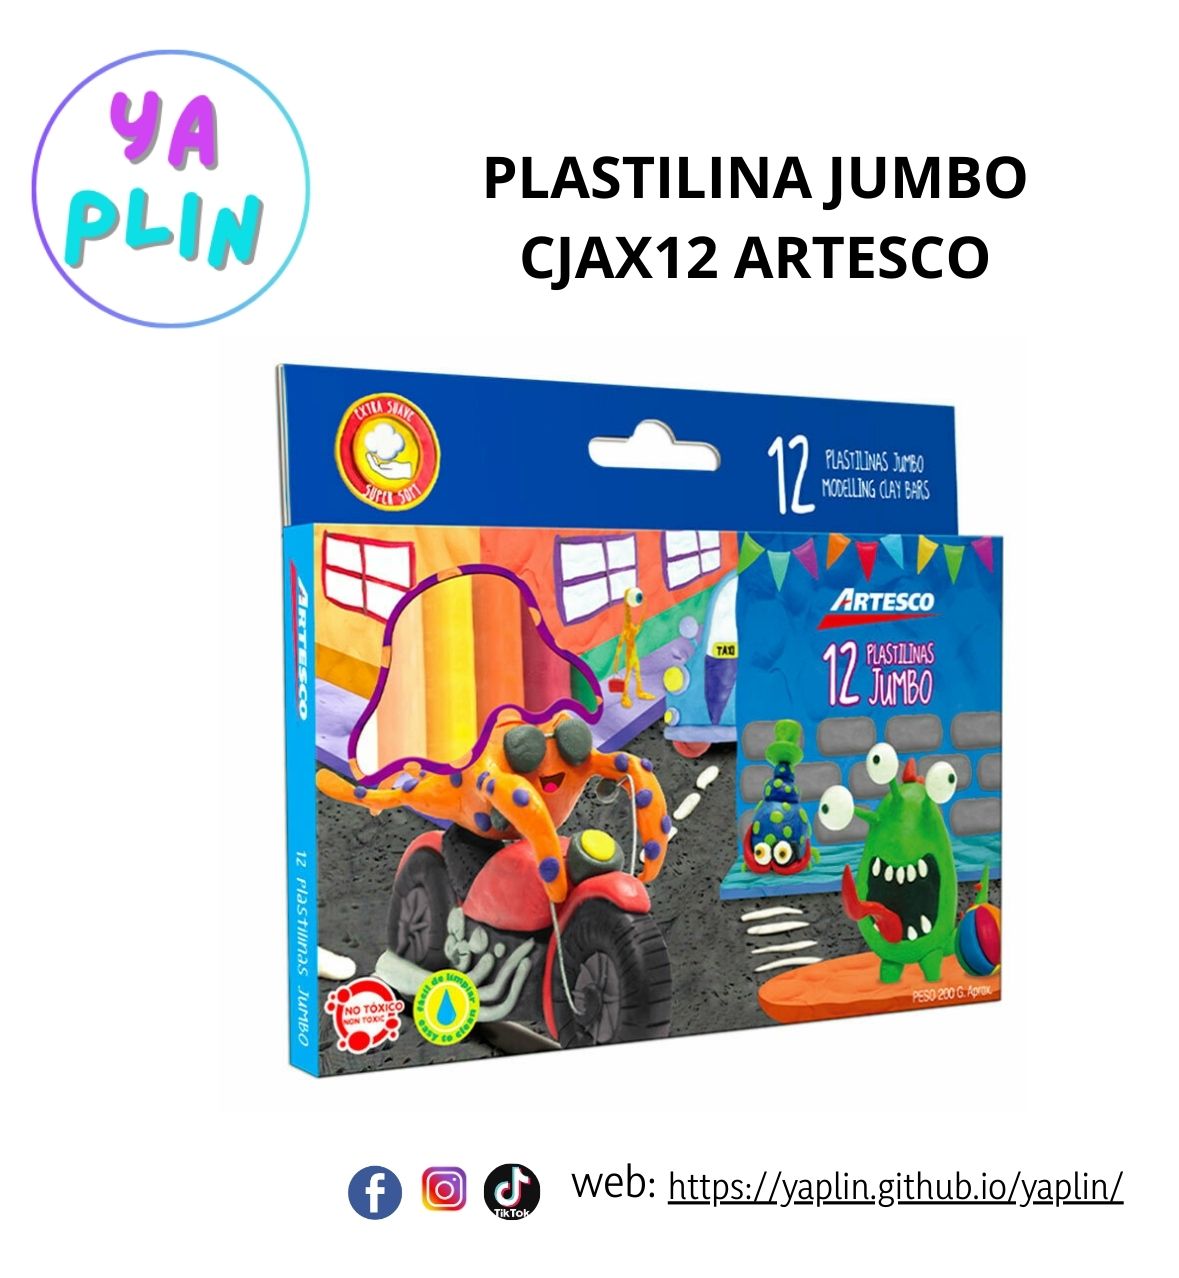 YA
PLIN
PLASTILINA JUMBO
CJAX12 ARTESCO
EXTRA SUAVE
SUPER SOFT
12
PLASTILINAS JUMBO
MODELLING CLAY BARS
ARTESCO
12
PLASTILINAS
JUMBO
TAXI
ARTESCO
12 Plastilinas Jumbo
NO TÓXICO
NON TOXIC
fácil de limpiar
easy to clean
PESO 200 G. Aprox.
TikTok
web: https://yaplin.github.io/yaplin/